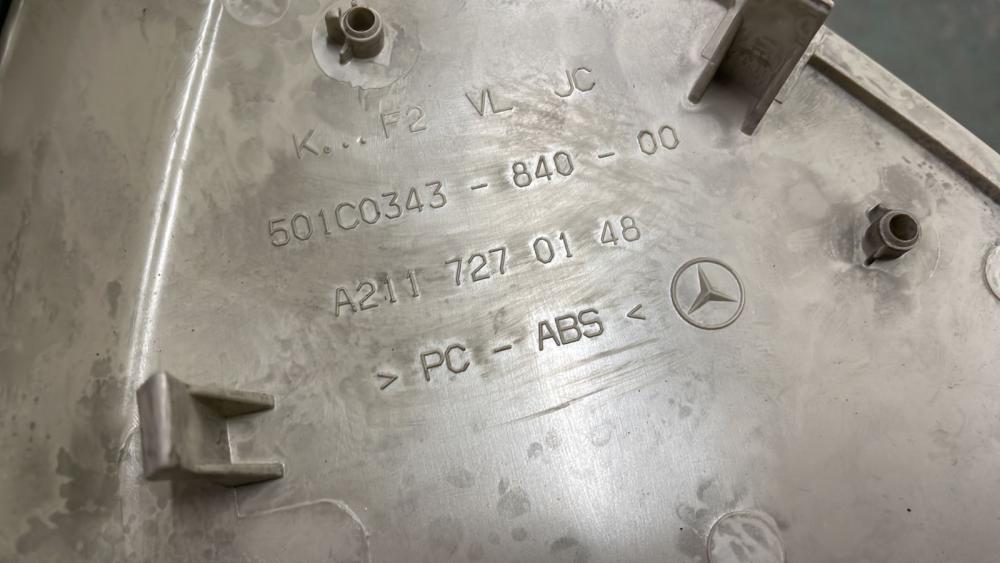 K... F2 VL JC
501C0343 - 840 - 00
A211 727 01 48
> PC - ABS <